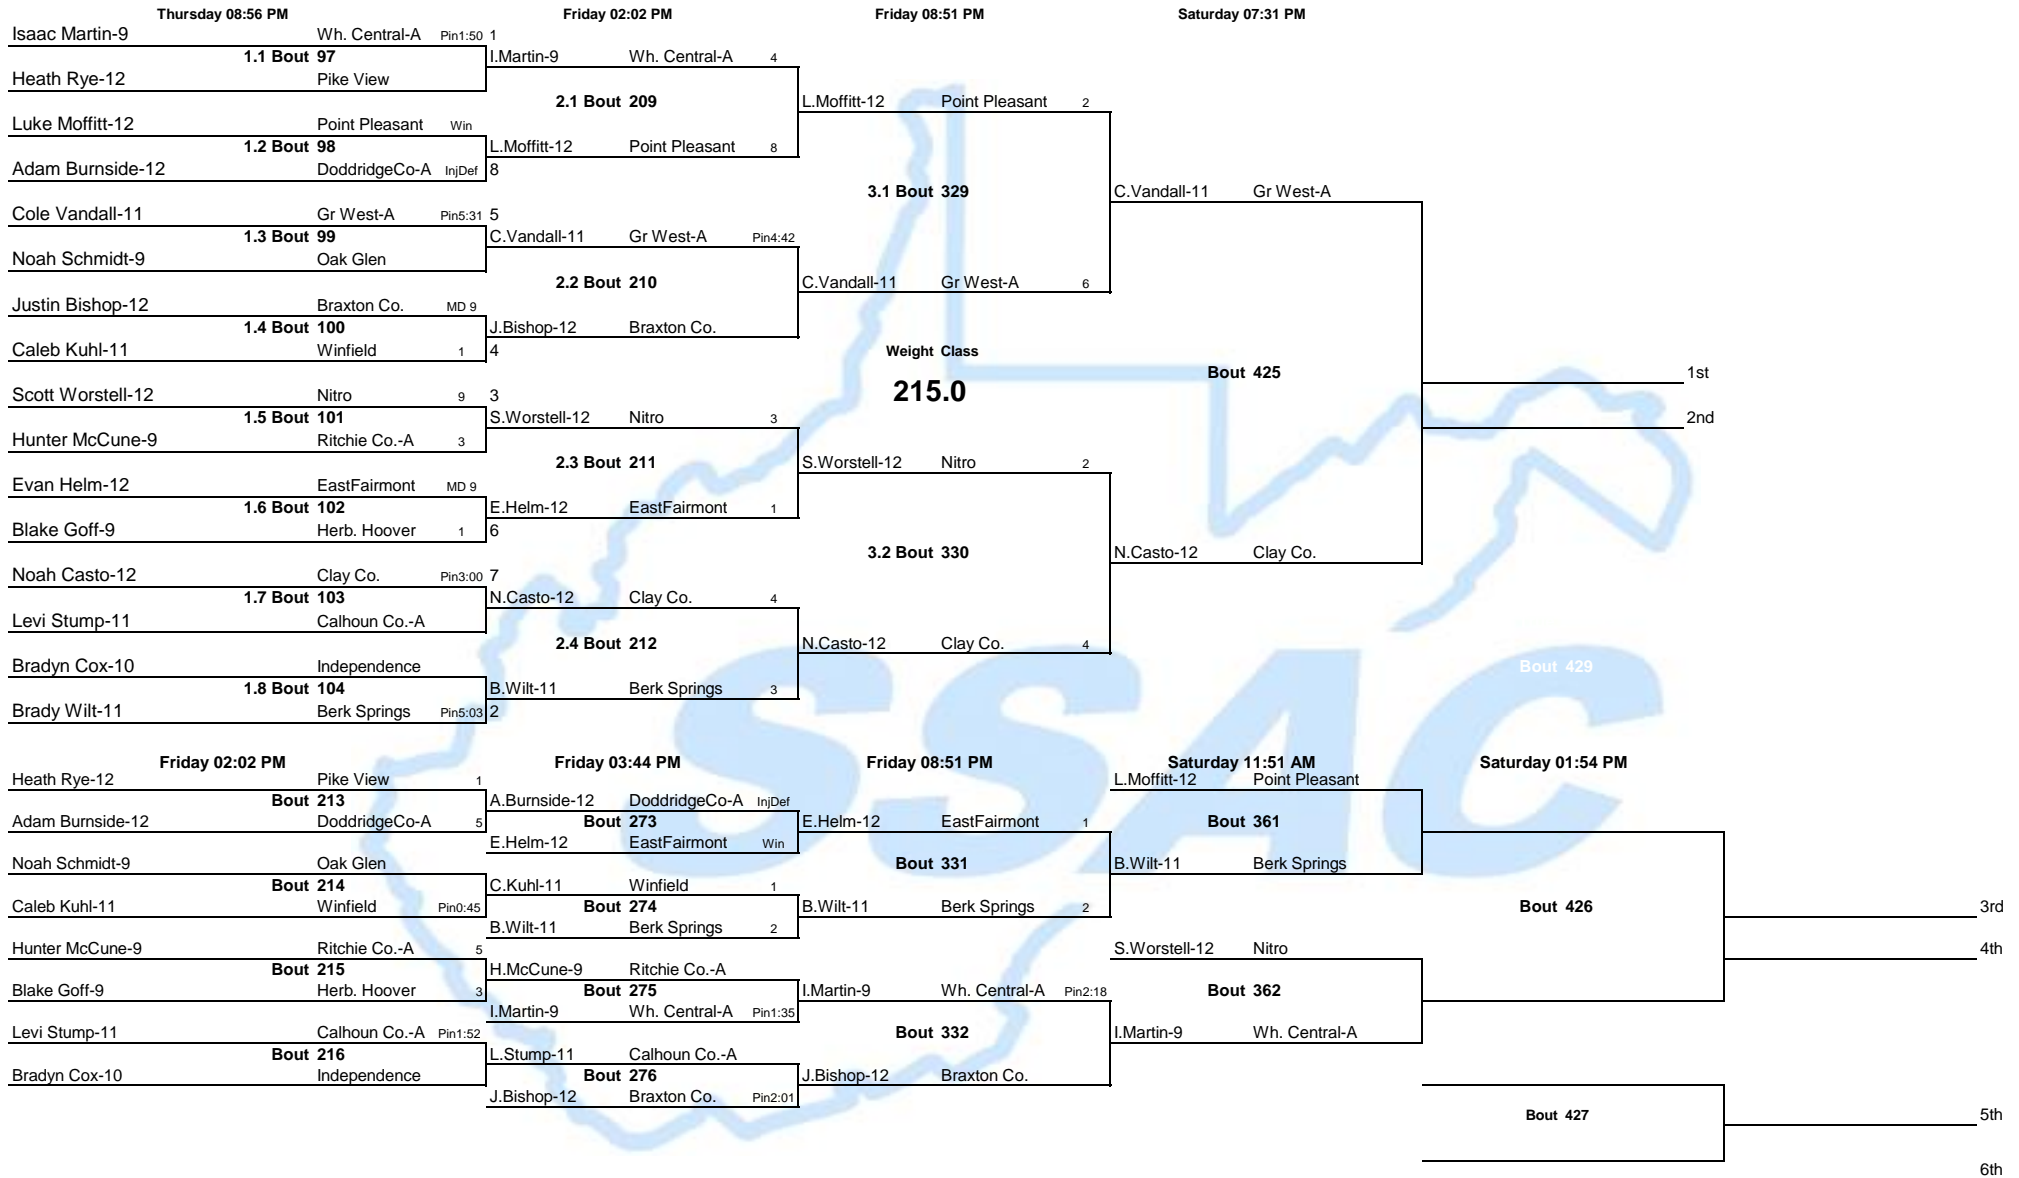 Thursday 08:56 PM Friday 02:02 PM Friday 08:51 PM Saturday 07:31 PM
Isaac Martin-9 Wh. Central-A Pin1:50 1
1.1 Bout 97 I.Martin-9 Wh. Central-A 4
Heath Rye-12 Pike View
2.1 Bout 209 L.Moffitt-12 Point Pleasant 2
Luke Moffitt-12 Point Pleasant Win
1.2 Bout 98 L.Moffitt-12 Point Pleasant 8
Adam Burnside-12 DoddridgeCo-A InjDef 8
3.1 Bout 329 C.Vandall-11 Gr West-A
Cole Vandall-11 Gr West-A Pin5:31 5
1.3 Bout 99 C.Vandall-11 Gr West-A Pin4:42
Noah Schmidt-9 Oak Glen
2.2 Bout 210 C.Vandall-11 Gr West-A 6
Justin Bishop-12 Braxton Co. MD 9
1.4 Bout 100 J.Bishop-12 Braxton Co.
Caleb Kuhl-11 Winfield 1 4 Weight Class
Bout 425 1st
Scott Worstell-12 Nitro 9 3 215.0
1.5 Bout 101 S.Worstell-12 Nitro 3 2nd
Hunter McCune-9 Ritchie Co.-A 3
2.3 Bout 211 S.Worstell-12 Nitro 2
Evan Helm-12 EastFairmont MD 9
1.6 Bout 102 E.Helm-12 EastFairmont 1
Blake Goff-9 Herb. Hoover 1 6
3.2 Bout 330 N.Casto-12 Clay Co.
Noah Casto-12 Clay Co. Pin3:00 7
1.7 Bout 103 N.Casto-12 Clay Co. 4
Levi Stump-11 Calhoun Co.-A
2.4 Bout 212 N.Casto-12 Clay Co. 4
Bradyn Cox-10 Independence Bout 429
1.8 Bout 104 B.Wilt-11 Berk Springs 3
Brady Wilt-11 Berk Springs Pin5:03 2
SSAC
Friday 02:02 PM Friday 03:44 PM Friday 08:51 PM Saturday 11:51 AM Saturday 01:54 PM
Heath Rye-12 Pike View 1 L.Moffitt-12 Point Pleasant
Bout 213 A.Burnside-12 DoddridgeCo-A InjDef
Adam Burnside-12 DoddridgeCo-A 5 Bout 273 E.Helm-12 EastFairmont 1 Bout 361
E.Helm-12 EastFairmont Win
Noah Schmidt-9 Oak Glen Bout 331 B.Wilt-11 Berk Springs
Bout 214 C.Kuhl-11 Winfield 1
Caleb Kuhl-11 Winfield Pin0:45 Bout 274 B.Wilt-11 Berk Springs 2 Bout 426 3rd
B.Wilt-11 Berk Springs 2
Hunter McCune-9 Ritchie Co.-A 5 S.Worstell-12 Nitro 4th
Bout 215 H.McCune-9 Ritchie Co.-A
Blake Goff-9 Herb. Hoover 3 Bout 275 I.Martin-9 Wh. Central-A Pin2:18 Bout 362
I.Martin-9 Wh. Central-A Pin1:35
Levi Stump-11 Calhoun Co.-A Pin1:52 Bout 332 I.Martin-9 Wh. Central-A
Bout 216 L.Stump-11 Calhoun Co.-A
Bradyn Cox-10 Independence Bout 276 J.Bishop-12 Braxton Co.
J.Bishop-12 Braxton Co. Pin2:01
Bout 427 5th
6th